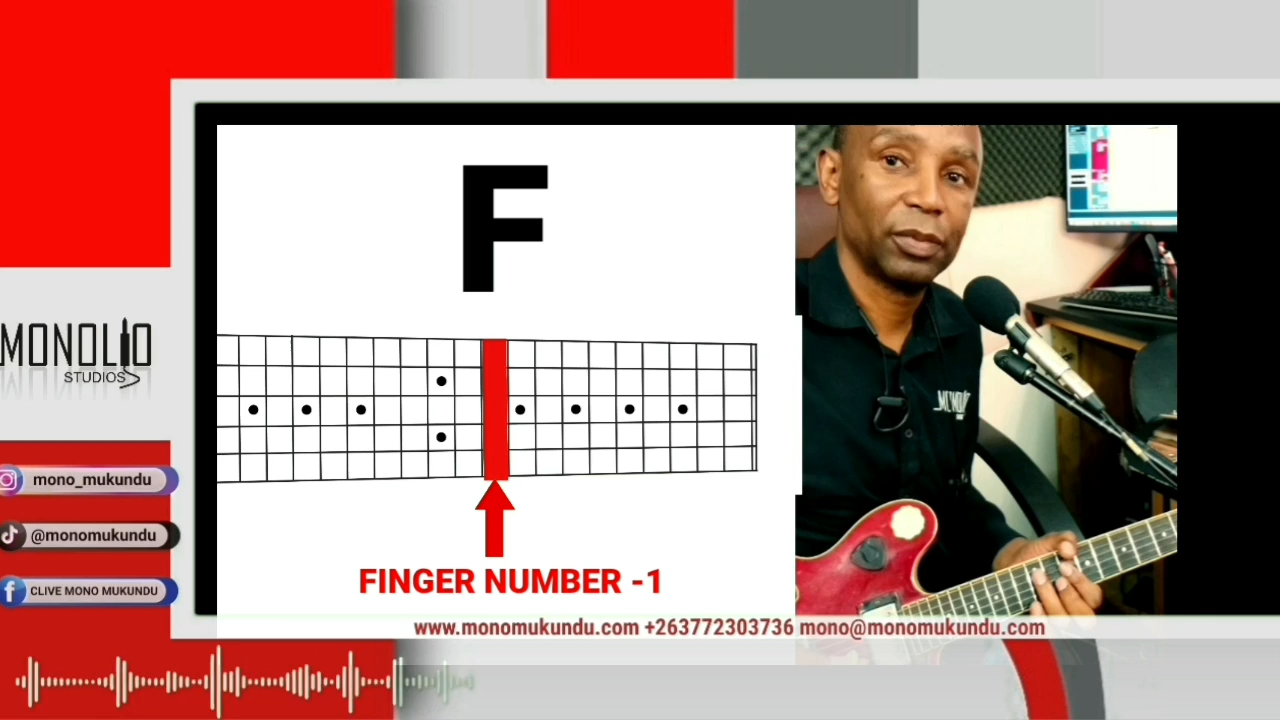 F
MONOLIO
STUDIOS
mono_mukundu
@monomukundu
CLIVE MONO MUKUNDU
FINGER NUMBER -1
www.monomukundu.com +263772303736 mono@monomukundu.com